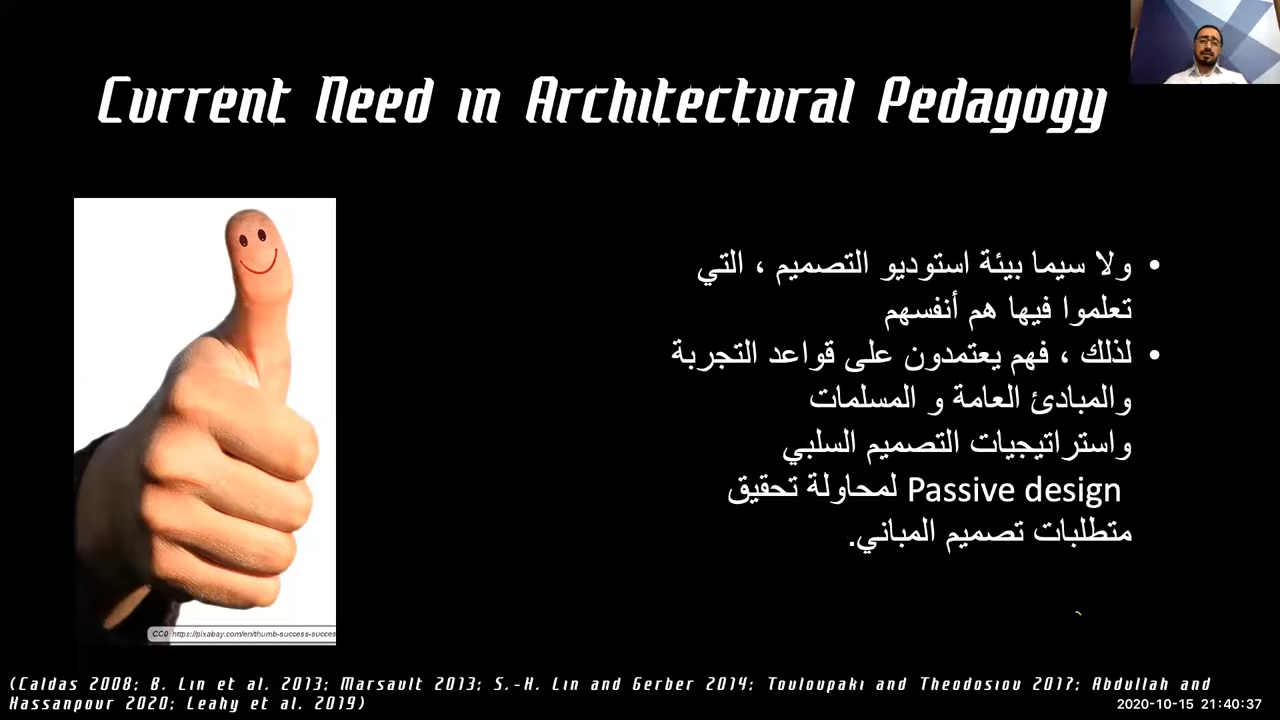 Current Need in Architectural Pedagogy
• ولا سيما بيئة استوديو التصميم ، التي
تعلموا فيها هم أنفسهم
• لذلك ، فهم يعتمدون على قواعد التجربة
والمبادئ العامة و المسلمات
واستراتيجيات التصميم السلبي
Passive design لمحاولة تحقيق
متطلبات تصميم المباني.
CC0 https://pixabay.com/en/thumb-success-succes
(Caldas 2008; B. Lin et al. 2013; Marsault 2013; S.-H. Lin and Gerber 2014; Touloupaki and Theodosiou 2017; Abdullah and
Hassanpour 2020; Leahy et al. 2019)
2020-10-15 21:40:37